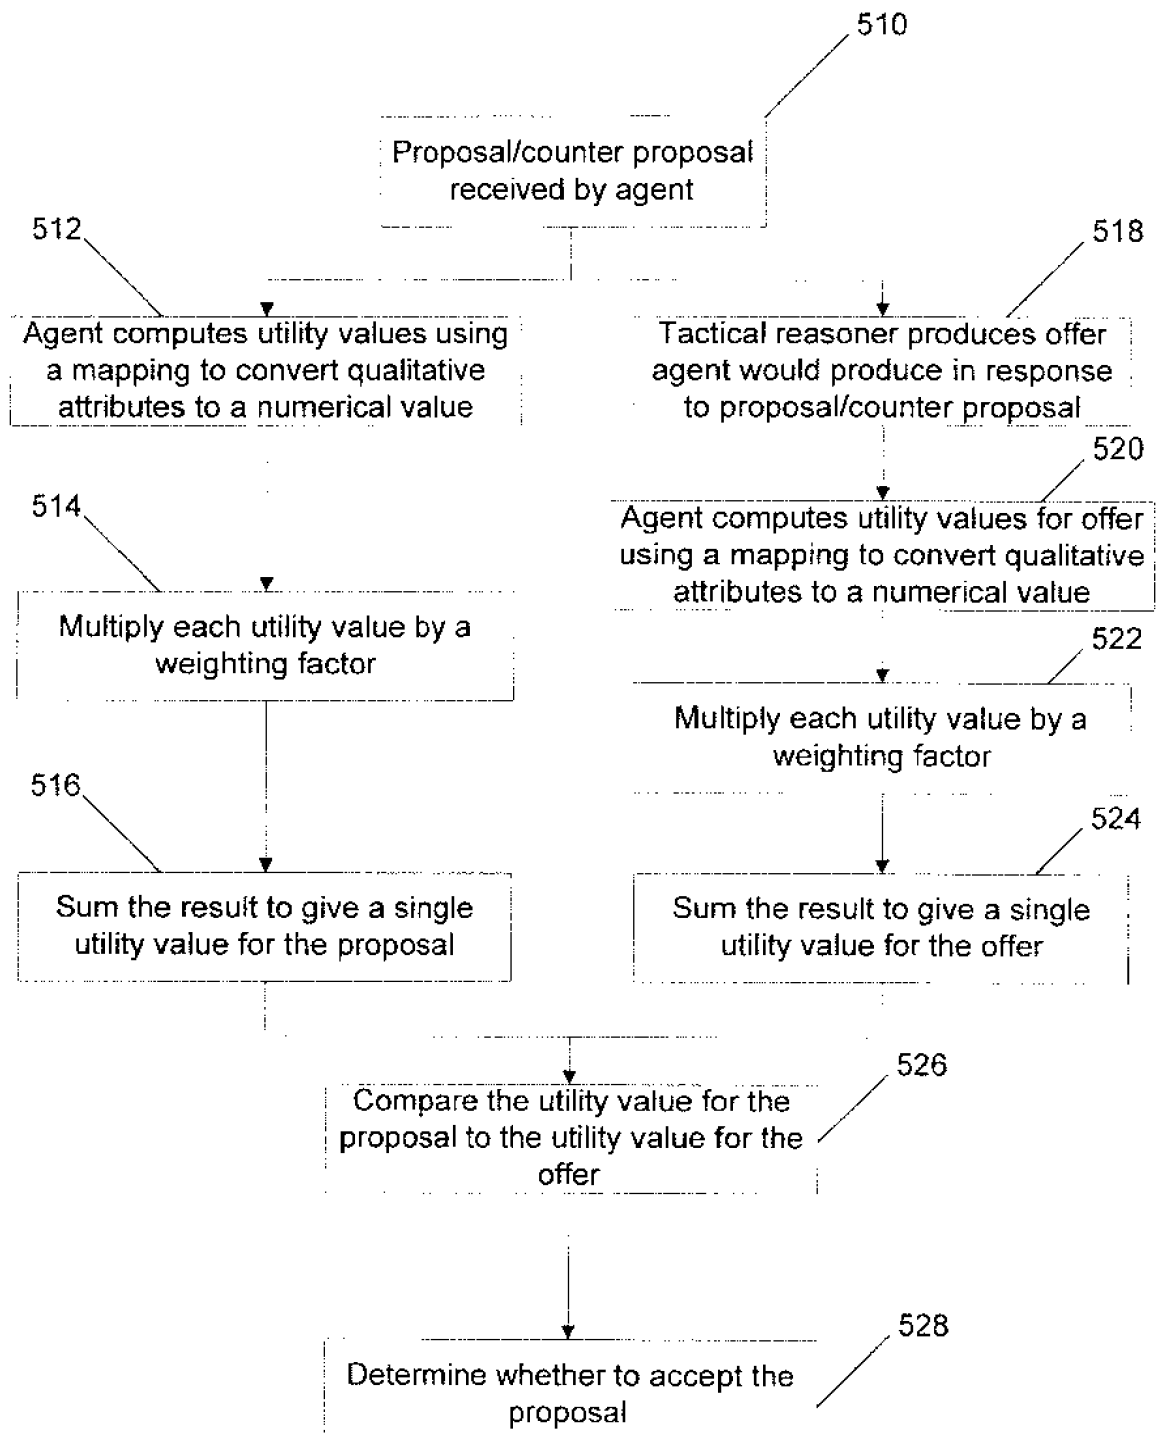 510
Proposal/counter proposal
received by agent
512
518
Agent computes utility values using
a mapping to convert qualitative
attributes to a numerical value
Tactical reasoner produces offer
agent would produce in response
to proposal/counter proposal
520
514
Agent computes utility values for offer
using a mapping to convert qualitative
attributes to a numerical value
Multiply each utility value by a
weighting factor
522
Multiply each utility value by a
weighting factor
516
524
Sum the result to give a single
utility value for the proposal
Sum the result to give a single
utility value for the offer
526
Compare the utility value for the
proposal to the utility value for the
offer
528
Determine whether to accept the
proposal